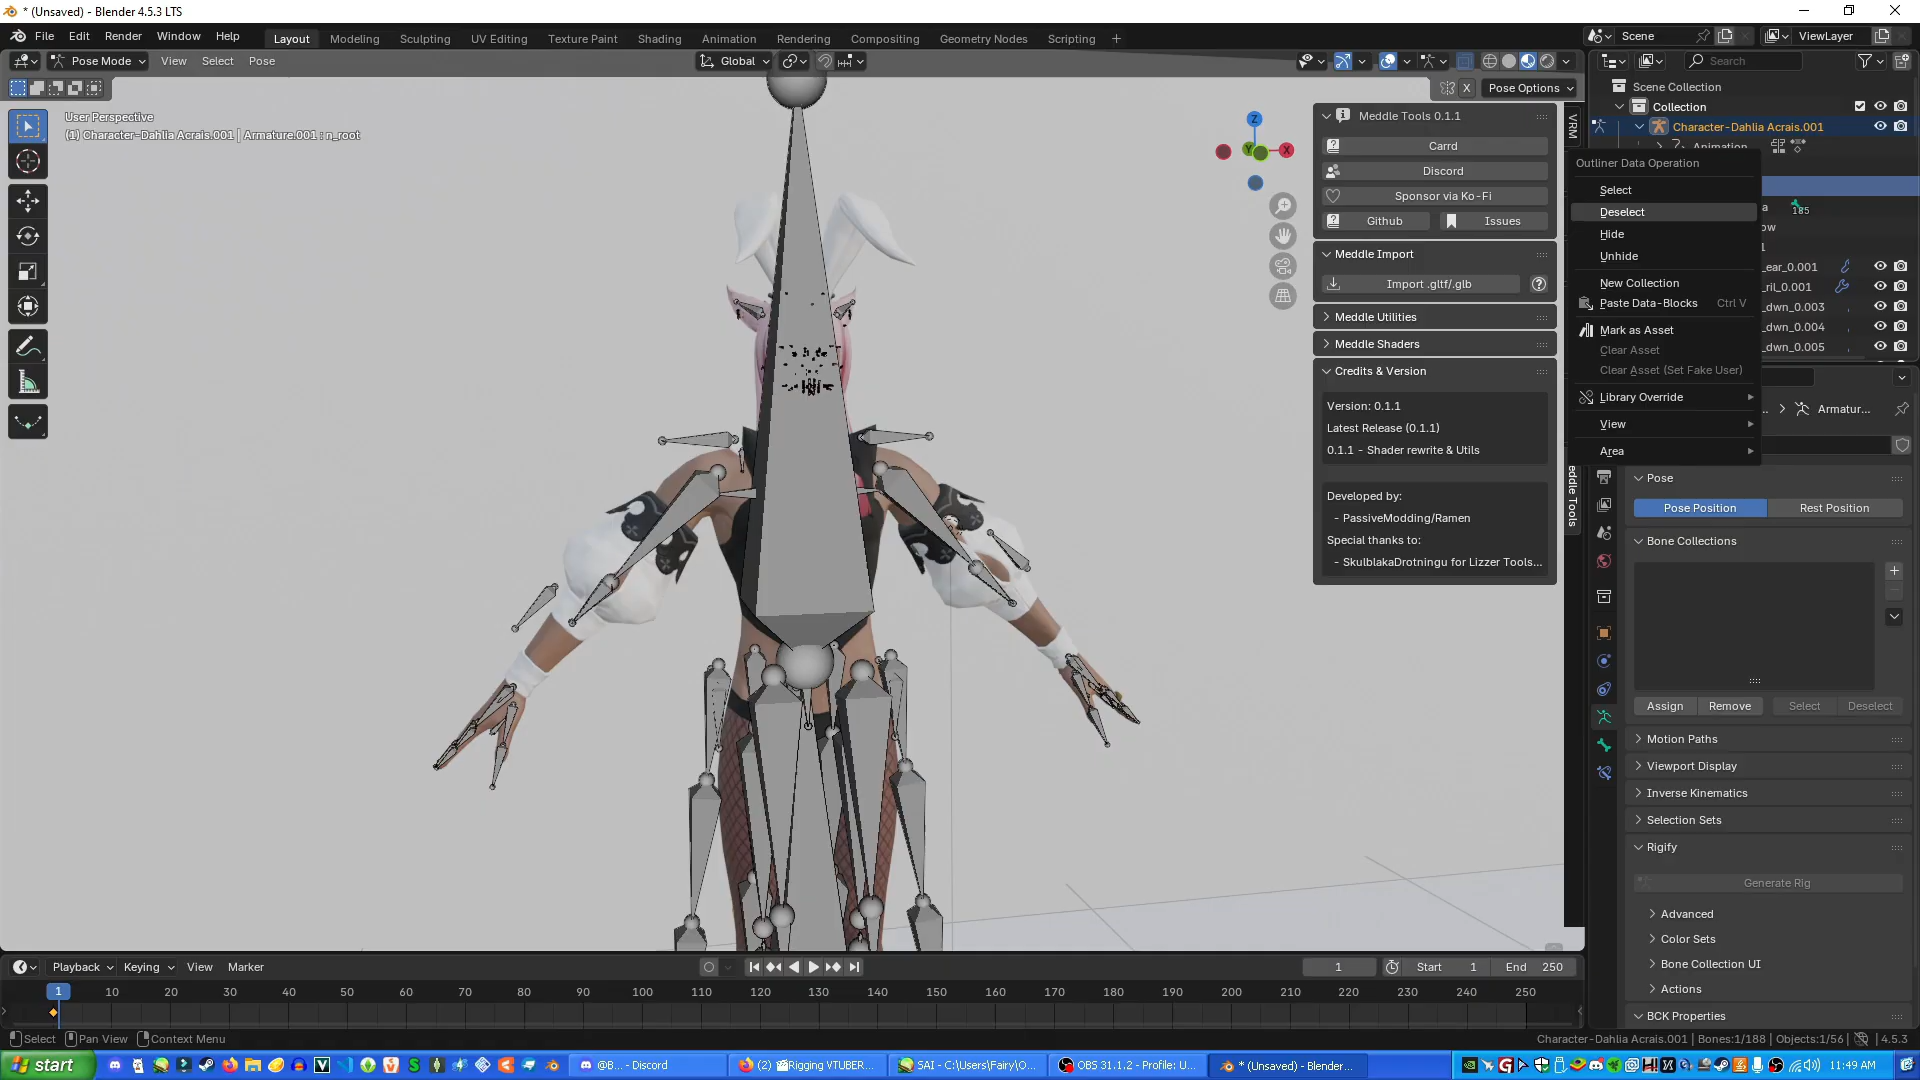 * (Unsaved) - Blender 4.5.3 LTS
File Edit Render Window Help
Layout Modeling Sculpting UV Editing Texture Paint Shading Animation Rendering Compositing Geometry Nodes Scripting +
Scene ViewLayer
Pose Mode View Select Pose
Global
Search
X Pose Options
Scene Collection
Collection
Character-Dahlia Acrais.001
Animation
User Perspective
(1) Character-Dahlia Acrais.001 | Armature.001 : n_root
Z
Y
X
VRM
Meddle Tools 0.1.1
Carrd
Discord
Sponsor via Ko-Fi
Github Issues
Meddle Import
Import .gltf/.glb
Meddle Utilities
Meddle Shaders
Credits & Version
Version: 0.1.1
Latest Release (0.1.1)
0.1.1 - Shader rewrite & Utils
Developed by:
- PassiveModding/Ramen
Special thanks to:
- SkulblakaDrotningu for Lizzer Tools...
eddle Tools
Outliner Data Operation
Select
Deselect
Hide
Unhide
New Collection
Paste Data-Blocks Ctrl V
Mark as Asset
Clear Asset
Clear Asset (Set Fake User)
Library Override
View
Area
a 185
ow
_ear_0.001
_ril_0.001
_dwn_0.003
_dwn_0.004
_dwn_0.005
Armatur...
Pose
Pose Position Rest Position
Bone Collections
Assign Remove Select Deselect
Motion Paths
Viewport Display
Inverse Kinematics
Selection Sets
Rigify
Generate Rig
Advanced
Color Sets
Bone Collection UI
Actions
BCK Properties
Playback Keying View Marker
1 Start 1 End 250
1 10 20 30 40 50 60 70 80 90 100 110 120 130 140 150 160 170 180 190 200 210 220 230 240 250
Select Pan View Context Menu
Character-Dahlia Acrais.001 | Bones:1/188 | Objects:1/56 | 4.5.3
start
@B... - Discord
(2) Rigging VTUBER...
SAI - C:\Users\Fairy\O...
OBS 31.1.2 - Profile: U...
* (Unsaved) - Blender...
11:49 AM